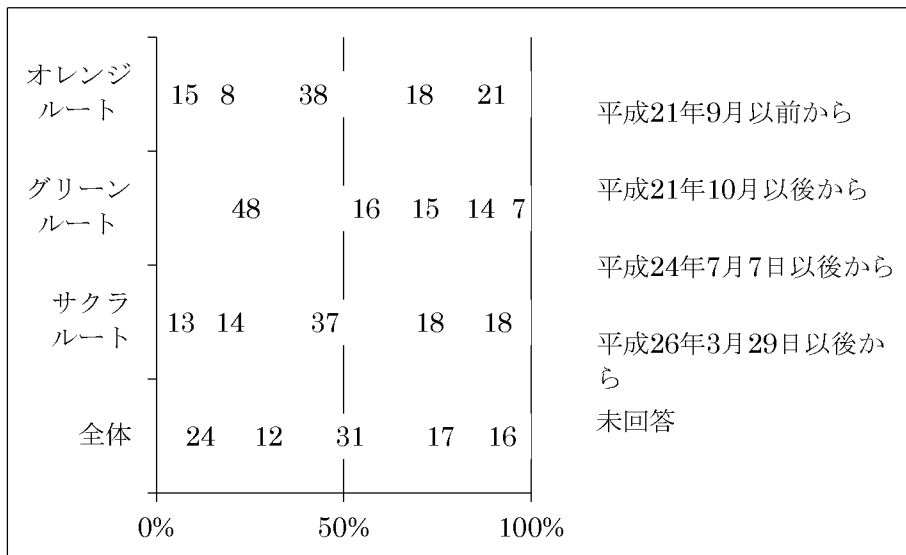 オレンジ
ルート
15 8 38 18 21
平成21年9月以前から
グリーン
ルート
48 16 15 14 7
平成21年10月以後から
平成24年7月7日以後から
サクラ
ルート
13 14 37 18 18
平成26年3月29日以後か
ら
全体
24 12 31 17 16
未回答
0% 50% 100%